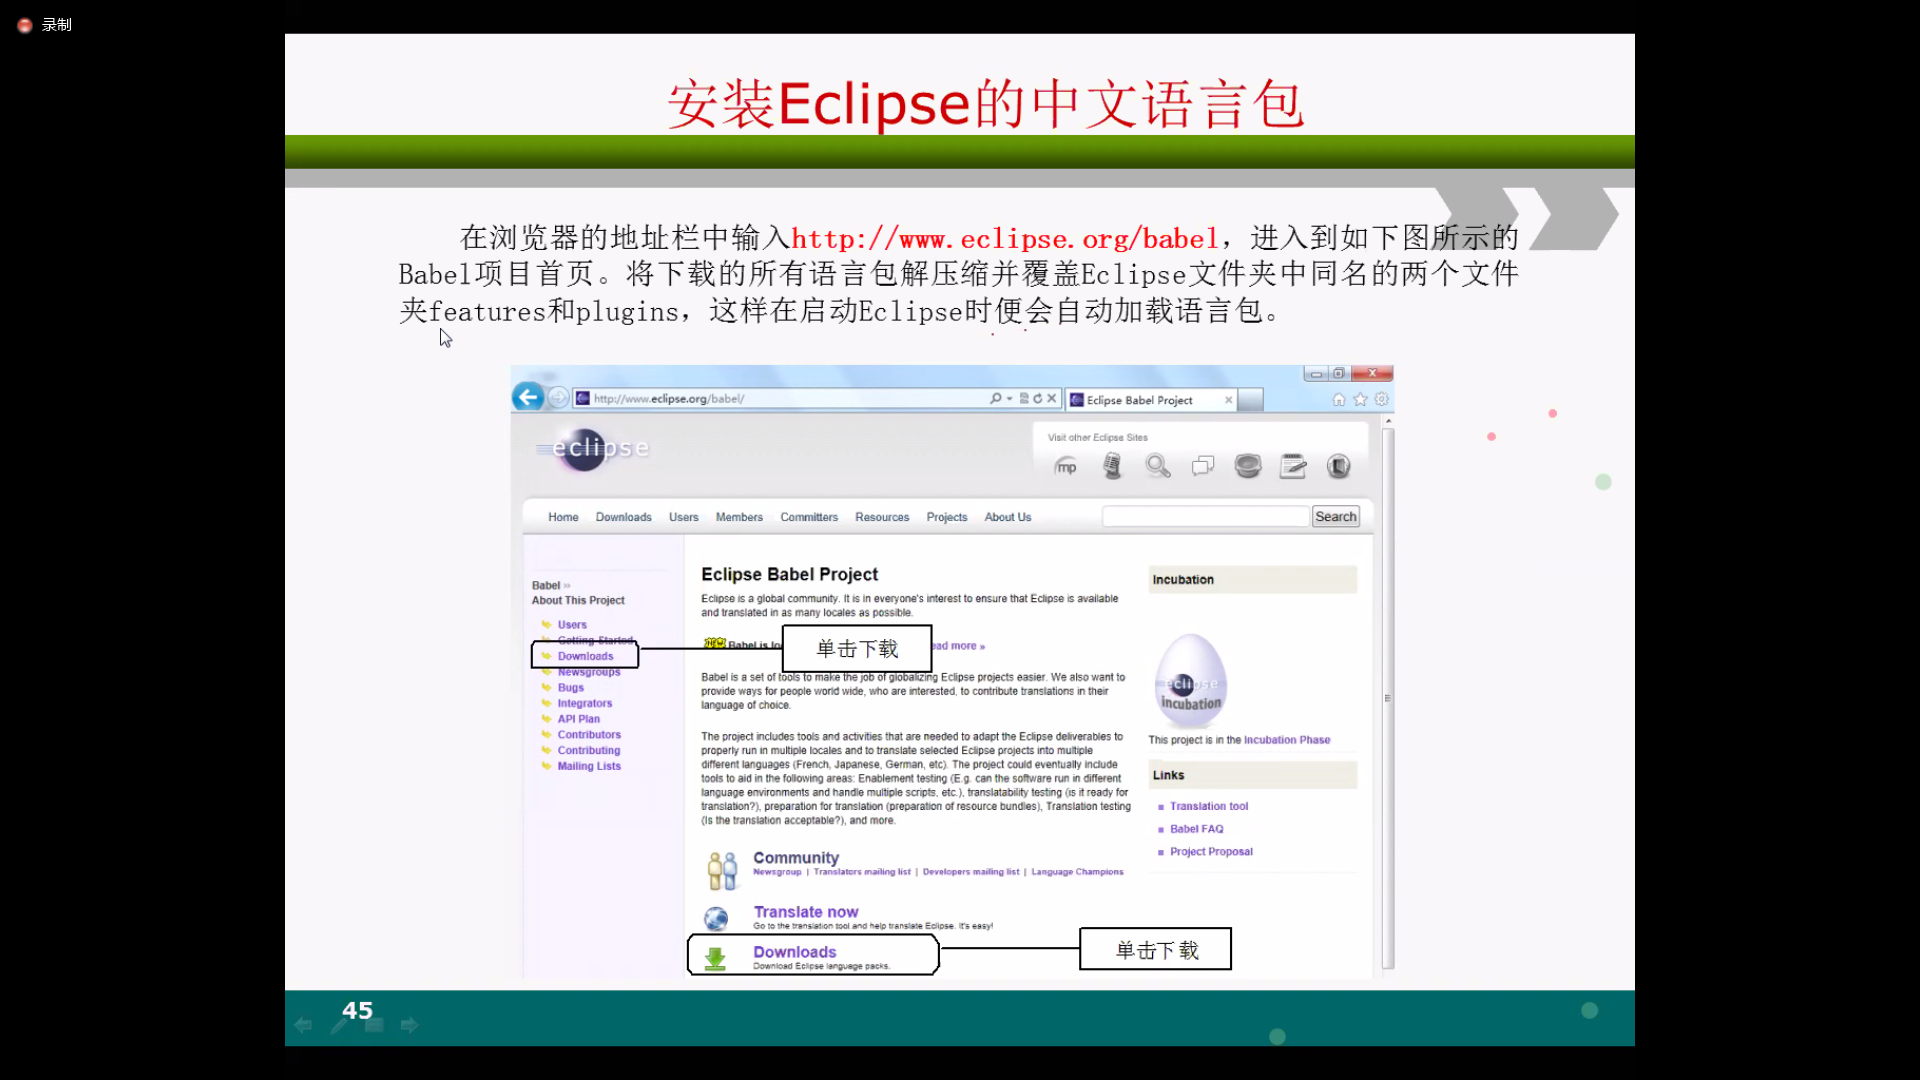 录制
安装Eclipse的中文语言包
在浏览器的地址栏中输入http://www.eclipse.org/babel，进入到如下图所示的
Babel项目首页。将下载的所有语言包解压缩并覆盖Eclipse文件夹中同名的两个文件
夹features和plugins，这样在启动Eclipse时便会自动加载语言包。
http://www.eclipse.org/babel/
Eclipse Babel Project
eclipse
Visit other Eclipse Sites
mp
Home Downloads Users Members Committers Resources Projects About Us
Search
Babel
About This Project
Users
Getting Started
Downloads
Newsgroups
Bugs
Integrators
API Plan
Contributors
Contributing
Mailing Lists
单击下载
Eclipse Babel Project
Eclipse is a global community. It is in everyone's interest to ensure that Eclipse is available
and translated in as many locales as possible.
NEW Babel is
ead more »
Babel is a set of tools to make the job of globalizing Eclipse projects easier. We also want to
provide ways for people world wide, who are interested, to contribute translations in their
language of choice.
The project includes tools and activities that are needed to adapt the Eclipse deliverables to
properly run in multiple locales and to translate selected Eclipse projects into multiple
different languages (French, Japanese, German, etc). The project could eventually include
tools to aid in the following areas: Enablement testing (E.g. can the software run in different
language environments and handle multiple scripts, etc.), translatability testing (is it ready for
translation?), preparation for translation (preparation of resource bundles), Translation testing
(Is the translation acceptable?), and more.
Community
Newsgroup | Translators mailing list | Developers mailing list | Language Champions
Translate now
Go to the translation tool and help translate Eclipse. It's easy!
Downloads
Download Eclipse language packs.
单击下载
Incubation
eclipse
incubation
This project is in the Incubation Phase
Links
Translation tool
Babel FAQ
Project Proposal
45